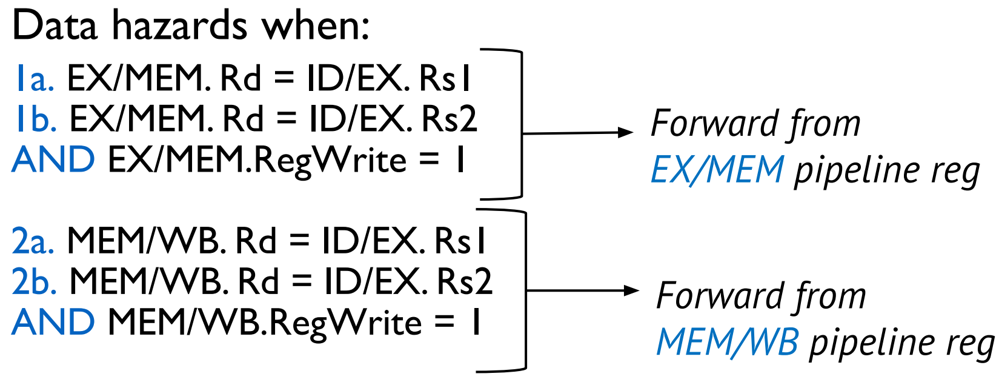 Data hazards when:
1a. EX/MEM. Rd = ID/EX. Rs1
1b. EX/MEM. Rd = ID/EX. Rs2
AND EX/MEM.RegWrite = 1
Forward from
EX/MEM pipeline reg
2a. MEM/WB. Rd = ID/EX. Rs1
2b. MEM/WB. Rd = ID/EX. Rs2
AND MEM/WB.RegWrite = 1
Forward from
MEM/WB pipeline reg